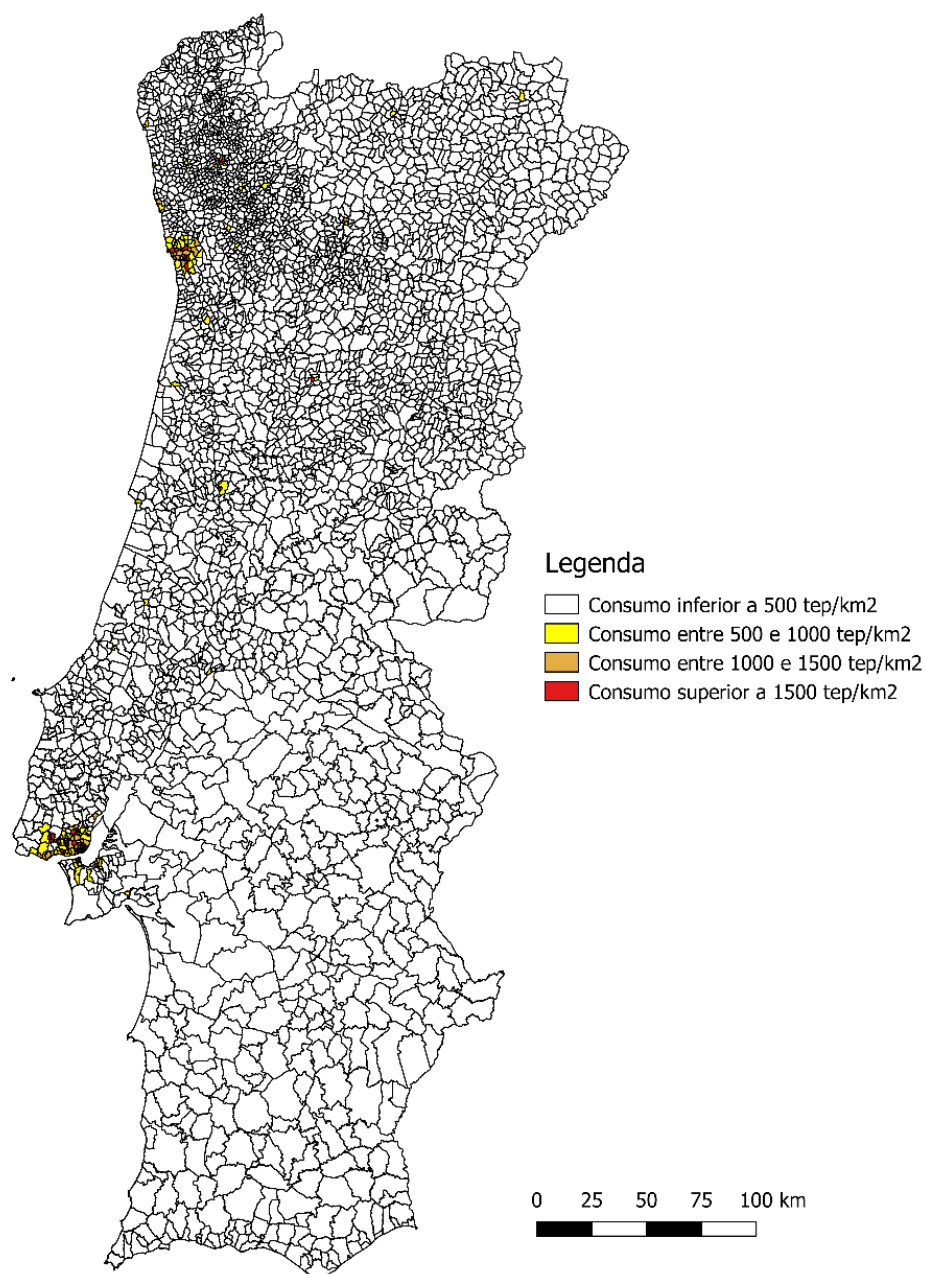 Legenda
Consumo inferior a 500 tep/km2
Consumo entre 500 e 1000 tep/km2
Consumo entre 1000 e 1500 tep/km2
Consumo superior a 1500 tep/km2
0 25 50 75 100 km